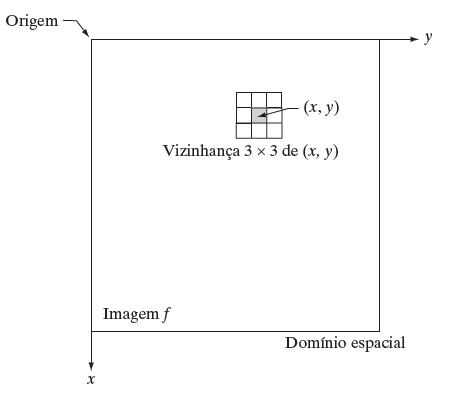 Origem
y
(x, y)
Vizinhança 3 × 3 de (x, y)
Imagem f
Domínio espacial
x